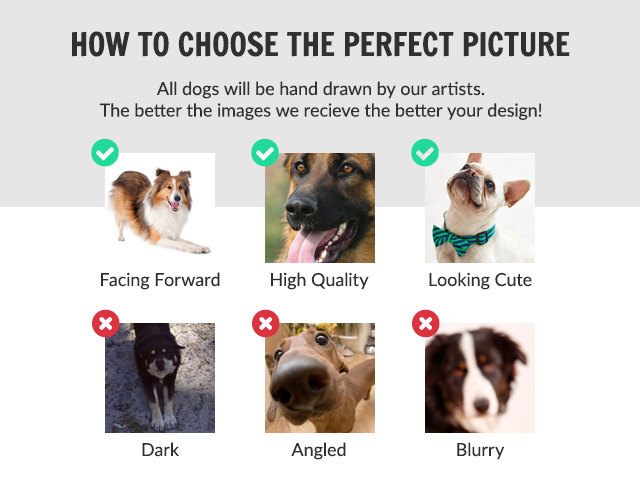 HOW TO CHOOSE THE PERFECT PICTURE
All dogs will be hand drawn by our artists.
The better the images we recieve the better your design!
Facing Forward
High Quality
Looking Cute
Dark
Angled
Blurry